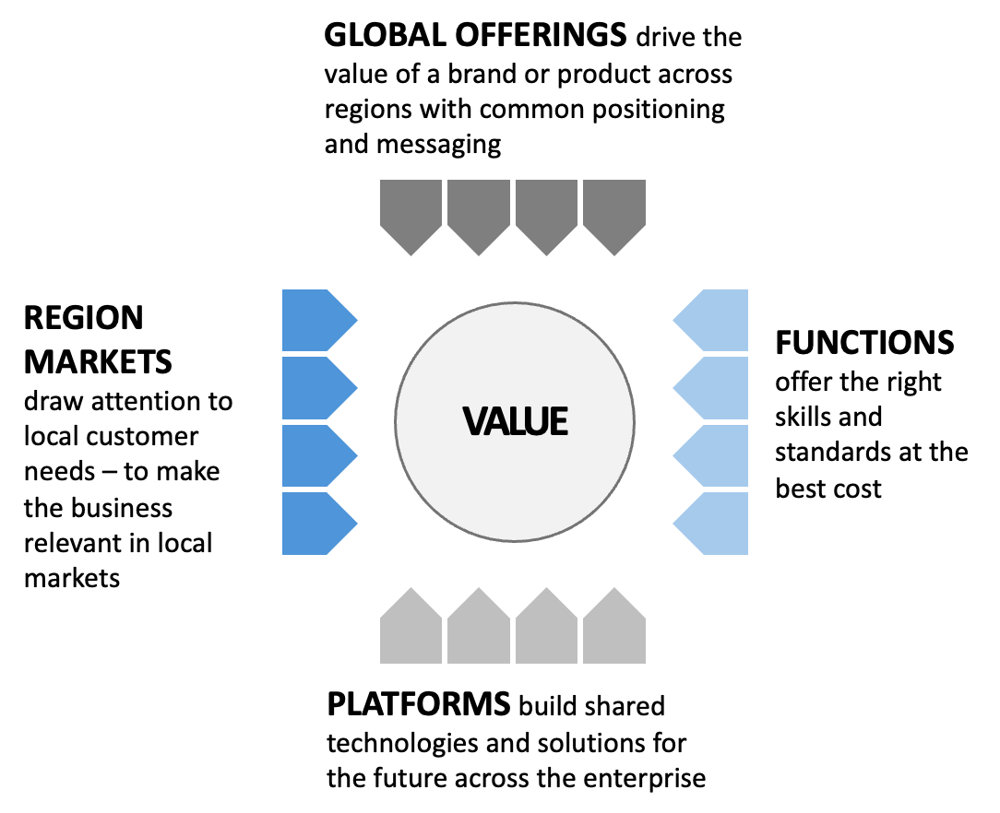 GLOBAL OFFERINGS drive the
value of a brand or product across
regions with common positioning
and messaging
REGION
MARKETS
draw attention to
local customer
needs – to make
the business
relevant in local
markets
VALUE
FUNCTIONS
offer the right
skills and
standards at the
best cost
PLATFORMS build shared
technologies and solutions for
the future across the enterprise